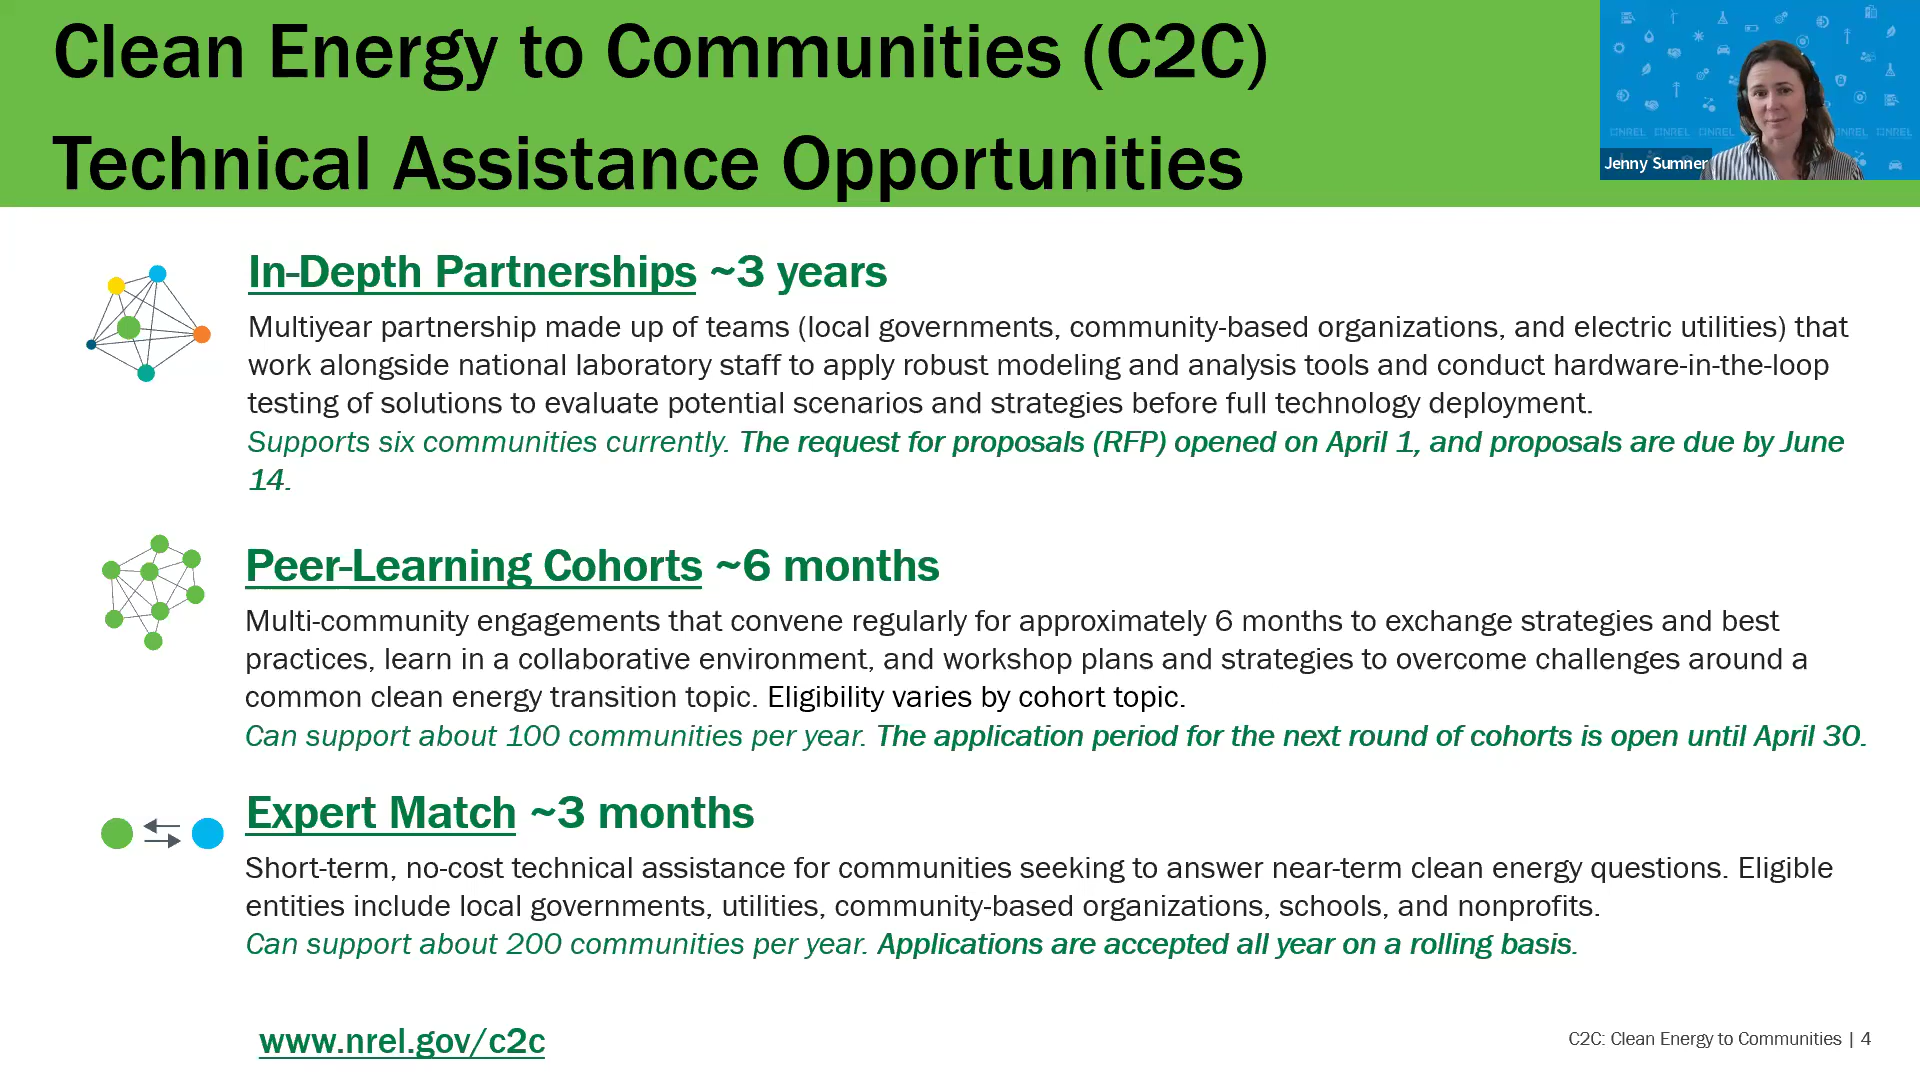 Clean Energy to Communities (C2C)
Technical Assistance Opportunities
NREL NREL NREL NREL NREL
Jenny Sumner
In-Depth Partnerships ~3 years
Multiyear partnership made up of teams (local governments, community-based organizations, and electric utilities) that
work alongside national laboratory staff to apply robust modeling and analysis tools and conduct hardware-in-the-loop
testing of solutions to evaluate potential scenarios and strategies before full technology deployment.
Supports six communities currently. The request for proposals (RFP) opened on April 1, and proposals are due by June
14.
Peer-Learning Cohorts ~6 months
Multi-community engagements that convene regularly for approximately 6 months to exchange strategies and best
practices, learn in a collaborative environment, and workshop plans and strategies to overcome challenges around a
common clean energy transition topic. Eligibility varies by cohort topic.
Can support about 100 communities per year. The application period for the next round of cohorts is open until April 30.
Expert Match ~3 months
Short-term, no-cost technical assistance for communities seeking to answer near-term clean energy questions. Eligible
entities include local governments, utilities, community-based organizations, schools, and nonprofits.
Can support about 200 communities per year. Applications are accepted all year on a rolling basis.
www.nrel.gov/c2c
C2C: Clean Energy to Communities | 4